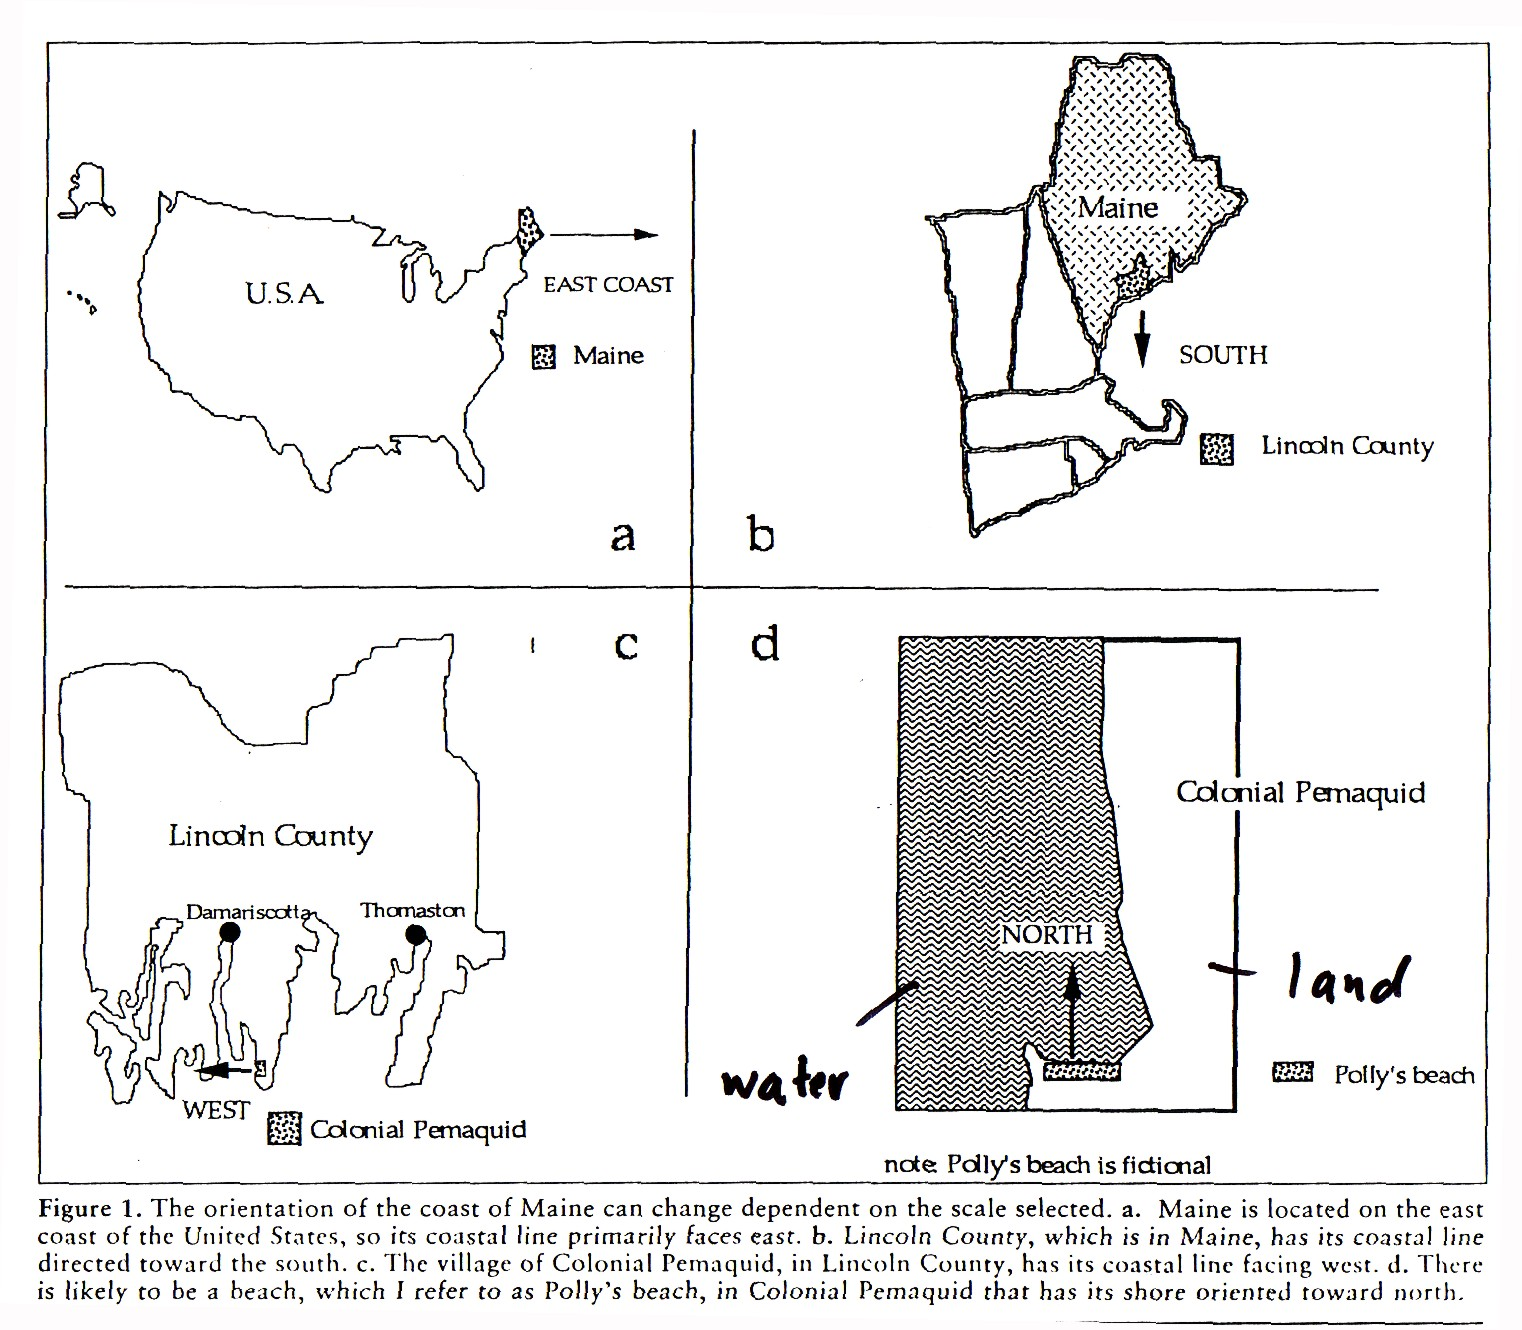 U.S.A
EAST COAST
Maine
a
Maine
SOUTH
Lincoln County
b
c
Lincoln County
Damariscotta
Thomaston
WEST
Colonial Pemaquid
d
Colonial Pemaquid
NORTH
land
water
Polly's beach
note: Polly's beach is fictional
Figure 1. The orientation of the coast of Maine can change dependent on the scale selected. a. Maine is located on the east
coast of the United States, so its coastal line primarily faces east. b. Lincoln County, which is in Maine, has its coastal line
directed toward the south. c. The village of Colonial Pemaquid, in Lincoln County, has its coastal line facing west. d. There
is likely to be a beach, which I refer to as Polly's beach, in Colonial Pemaquid that has its shore oriented toward north.